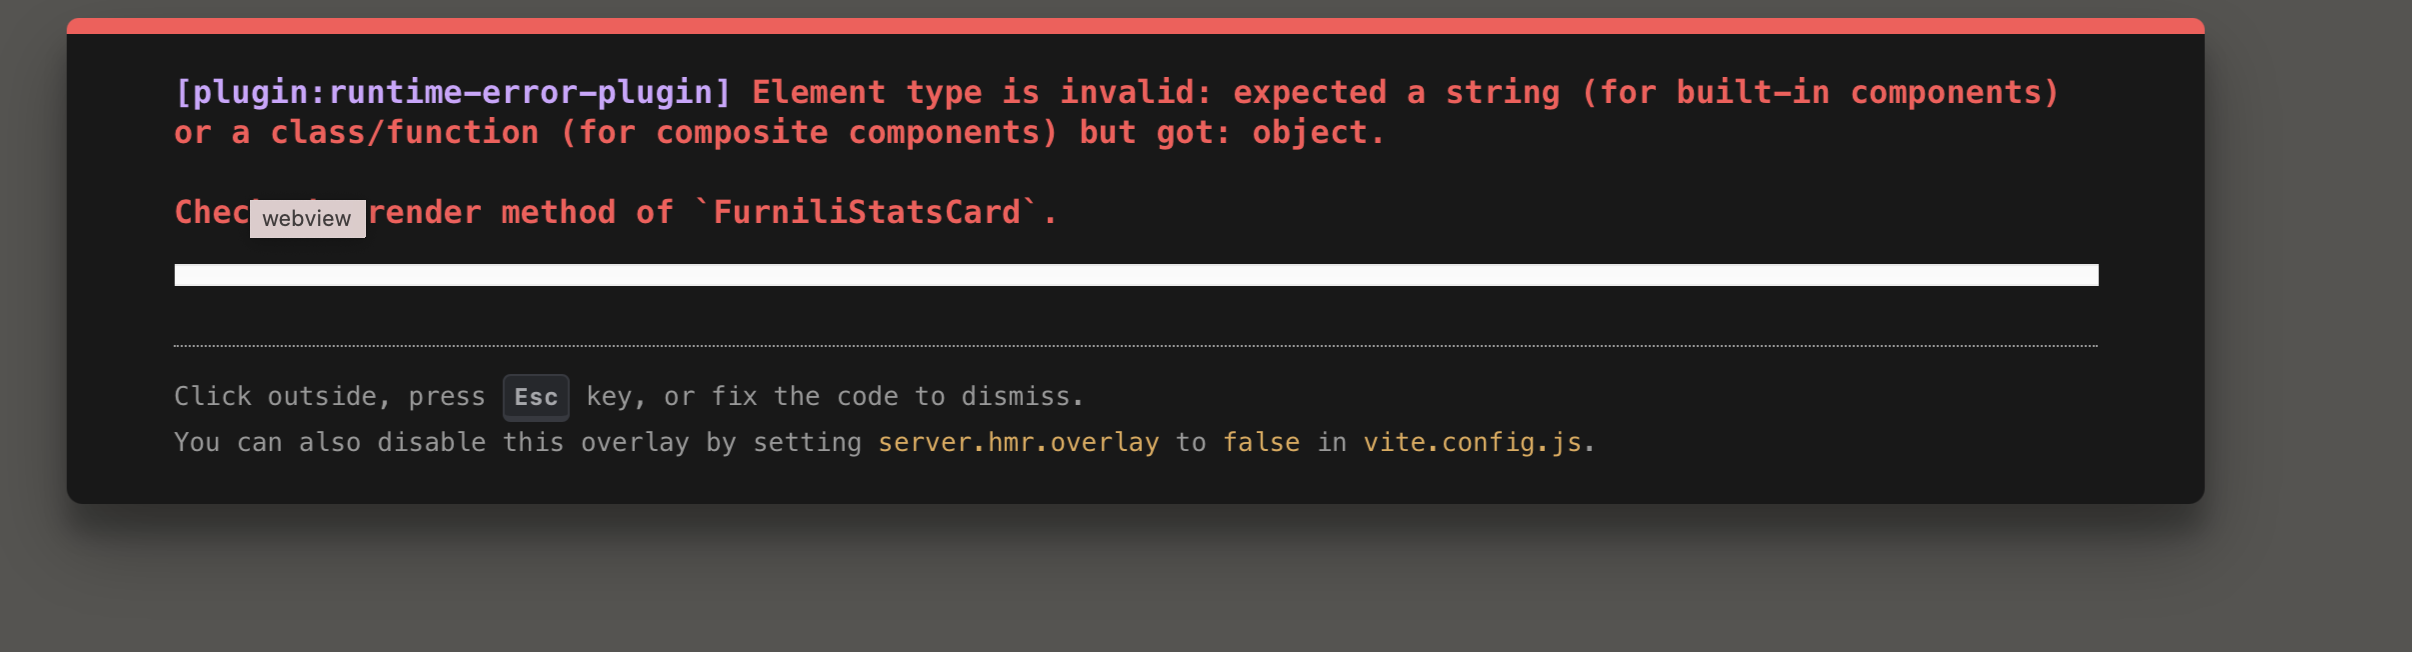 [plugin:runtime-error-plugin] Element type is invalid: expected a string (for built-in components)
or a class/function (for composite components) but got: object.
Chec render method of `FurniliStatsCard`.
webview
Click outside, press Esc key, or fix the code to dismiss.
You can also disable this overlay by setting server.hmr.overlay to false in vite.config.js.